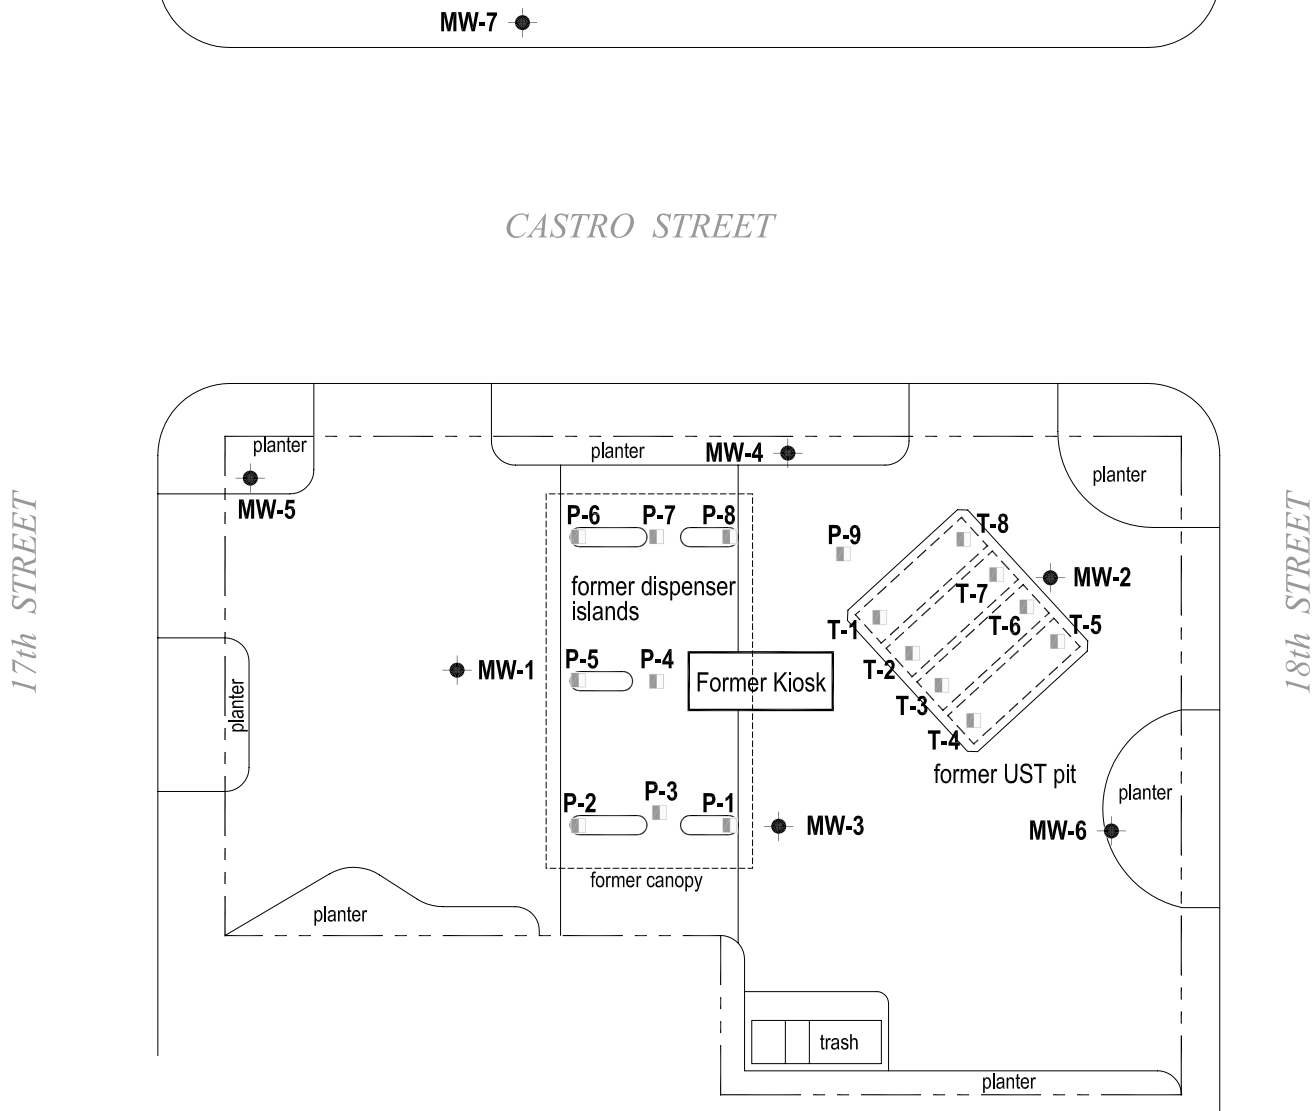 MW-7
CASTRO STREET
planter
planter
MW-4
planter
MW-5
17th STREET
18th STREET
P-6
P-7
P-8
P-9
T-8
former dispenser
islands
T-7
MW-2
T-1
T-6
T-5
MW-1
P-5
P-4
Former Kiosk
T-2
T-3
planter
T-4
former UST pit
P-2
P-3
P-1
MW-3
planter
MW-6
former canopy
planter
trash
planter